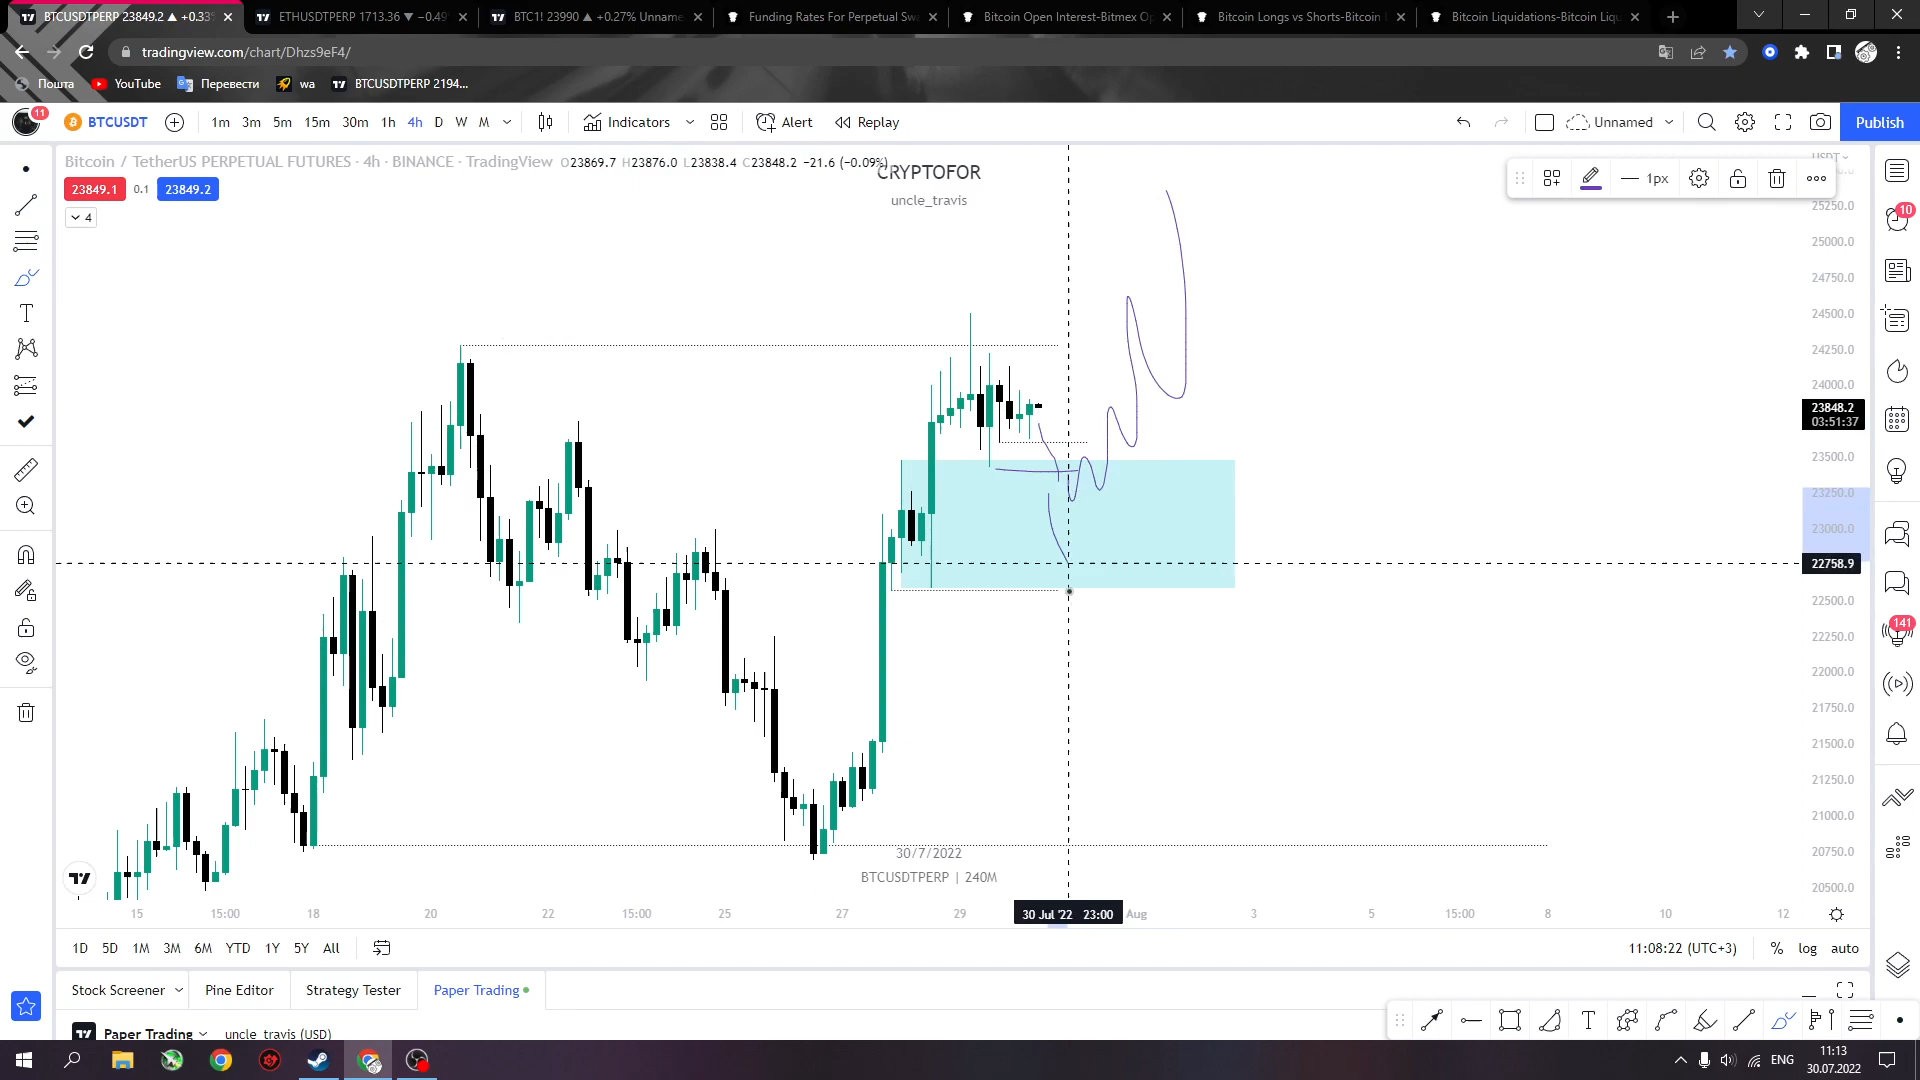 BTCUSDTPERP 23849.2 ▲ +0.33%
ETHUSDTPERP 1713.36 ▼ −0.49
BTC1! 23990 ▲ +0.27% Unname
Funding Rates For Perpetual Swa
Bitcoin Open Interest-Bitmex Op
Bitcoin Longs vs Shorts-Bitcoin
Bitcoin Liquidations-Bitcoin Liqu
tradingview.com/chart/Dhzs9eF4/
Пошта YouTube Перевести wa BTCUSDTPERP 2194...
11 BTCUSDT 1m 3m 5m 15m 30m 1h 4h D W M Indicators Alert Replay Unnamed Publish
Bitcoin / TetherUS PERPETUAL FUTURES · 4h · BINANCE · TradingView O23869.7 H23876.0 L23838.4 C23848.2 −21.6 (−0.09%)
CRYPTOFOR
23849.1 0.1 23849.2
uncle_travis
4
1px
USDT
25250.0
10
25000.0
24750.0
24500.0
24250.0
24000.0
23848.2
03:51:37
23500.0
23250.0
23000.0
22758.9
22500.0
141
22250.0
22000.0
21750.0
21500.0
21250.0
21000.0
20750.0
20500.0
30/7/2022
BTCUSDTPERP | 240M
15 15:00 18 20 22 15:00 25 27 29 30 Jul '22 23:00 Aug 3 5 15:00 8 10 12
1D 5D 1M 3M 6M YTD 1Y 5Y All 11:08:22 (UTC+3) % log auto
Stock Screener Pine Editor Strategy Tester Paper Trading
Paper Trading uncle_travis (USD)
ENG 11:13
30.07.2022